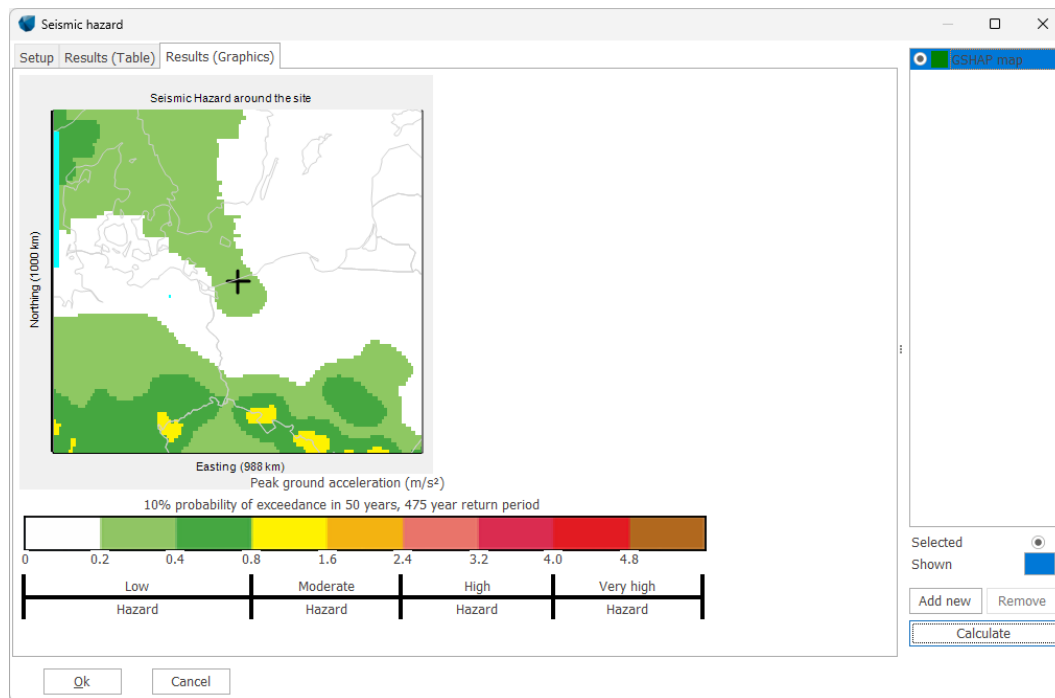 Seismic hazard
Setup Results (Table) Results (Graphics)
GSHAP map
Seismic Hazard around the site
Northing (1000 km)
Easting (988 km)
Peak ground acceleration (m/s²)
10% probability of exceedance in 50 years, 475 year return period
0 0.2 0.4 0.8 1.6 2.4 3.2 4.0 4.8
Low Moderate High Very high
Hazard Hazard Hazard Hazard
Selected
Shown
Add new Remove
Calculate
Ok Cancel